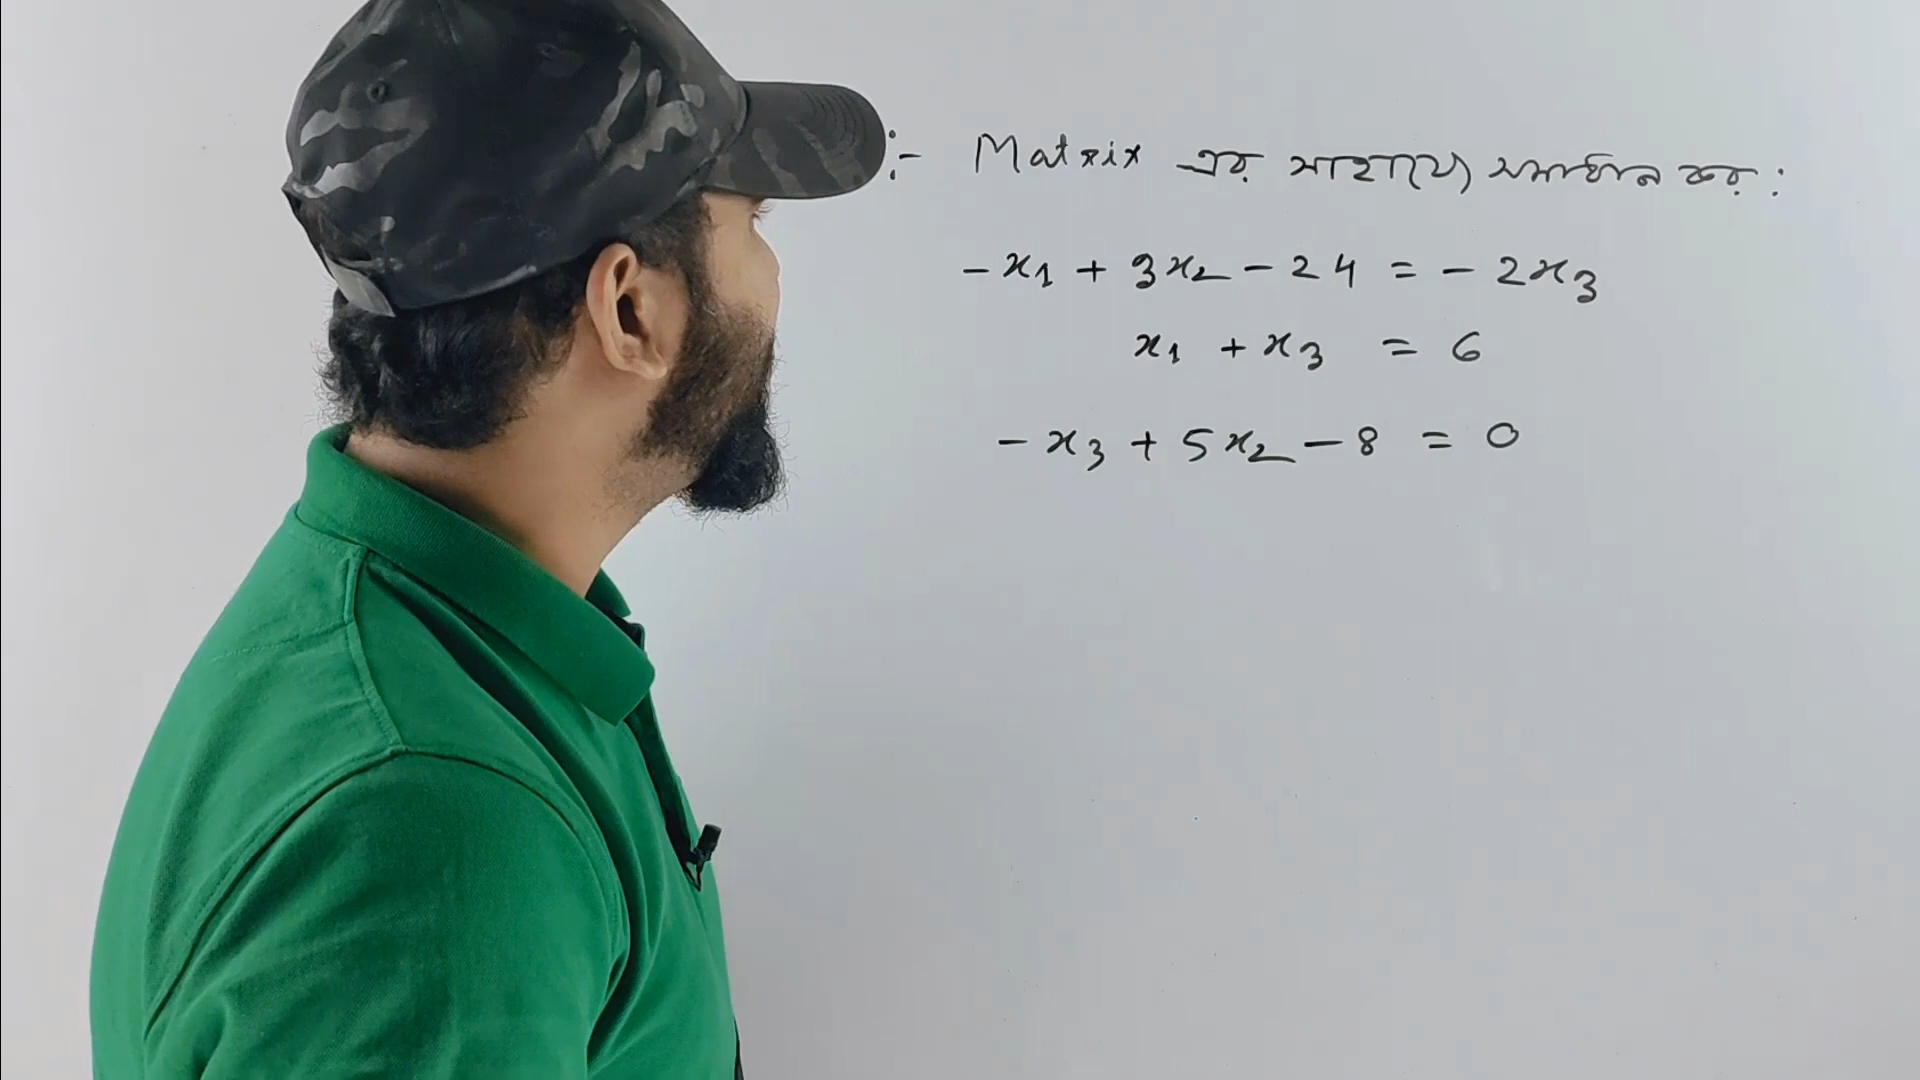 :- Matrix এর সাহায্যে সমাধান কর :
-x₁ + 3x₂ - 24 = - 2x₃
x₁ + x₃ = 6
-x₃ + 5x₂ - 8 = 0